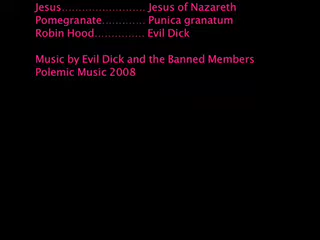 Jesus........................ Jesus of Nazareth
Pomegranate............. Punica granatum
Robin Hood............... Evil Dick
Music by Evil Dick and the Banned Members
Polemic Music 2008